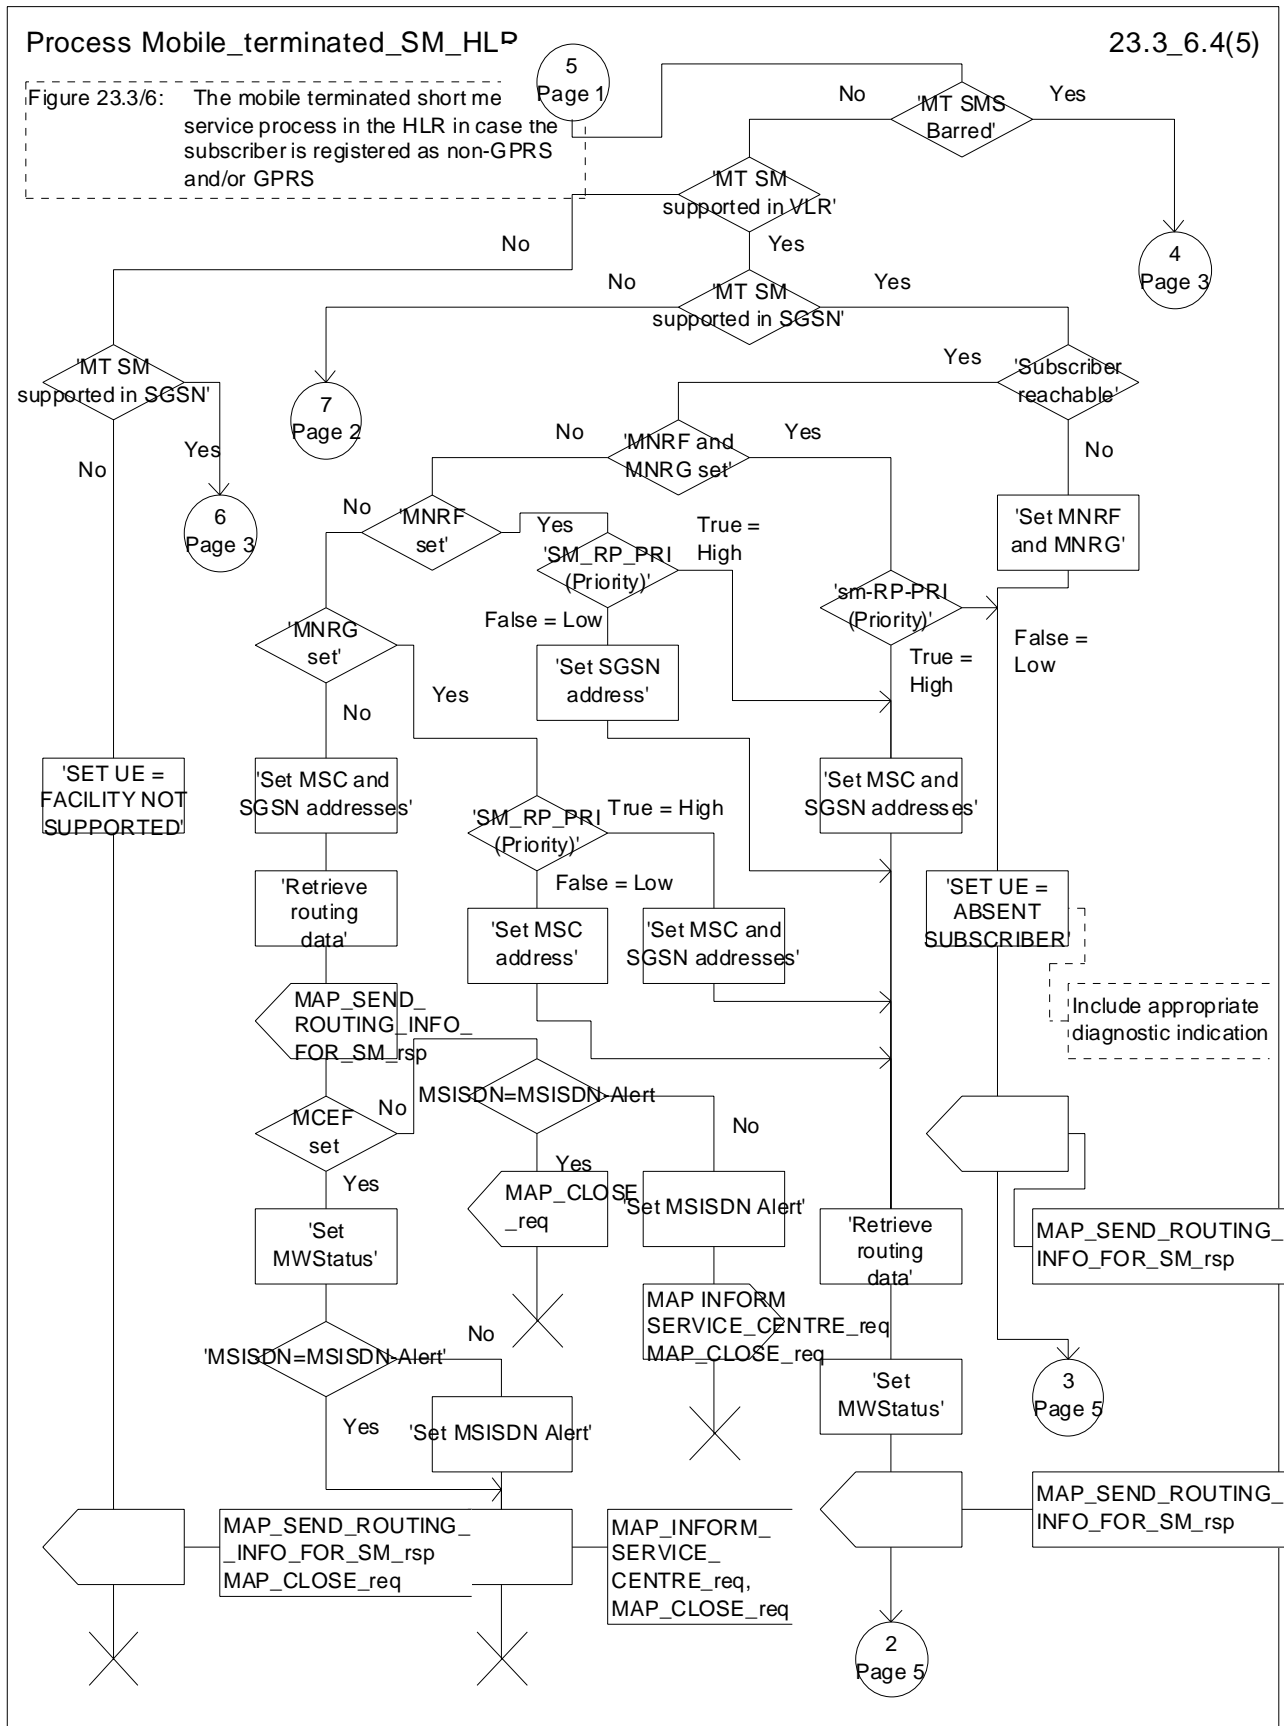 Process Mobile_terminated_SM_HLR
23.3_6.4(5)
5
Page 1
Figure 23.3/6: The mobile terminated short me
service process in the HLR in case the
subscriber is registered as non-GPRS
and/or GPRS
No
'MT SMS
Barred'
Yes
'MT SM
supported in VLR'
No
Yes
4
Page 3
No
'MT SM
supported in SGSN'
Yes
'MT SM
supported in SGSN'
7
Page 2
Yes
'Subscriber
reachable'
No
Yes
No
'MNRF and
MNRG set'
Yes
No
6
Page 3
No
'MNRF
set'
Yes
True =
High
'SM_RP_PRI
(Priority)'
'Set MNRF
and MNRG'
'sm-RP-PRI
(Priority)'
False = Low
'MNRG
set'
False =
Low
True =
High
'Set SGSN
address'
Yes
No
'SET UE =
FACILITY NOT
SUPPORTED'
'Set MSC and
SGSN addresses'
'SM_RP_PRI
(Priority)'
True = High
'Set MSC and
SGSN addresses'
False = Low
'Retrieve
routing
data'
'Set MSC
address'
'Set MSC and
SGSN addresses'
'SET UE =
ABSENT
SUBSCRIBER'
Include appropriate
diagnostic indication
MAP_SEND_
ROUTING_INFO_
FOR_SM_rsp
MCEF
set
No
MSISDN=MSISDN-Alert
No
Yes
Yes
MAP_CLOSE
_req
'Set MSISDN Alert'
'Set
MWStatus'
'Retrieve
routing
data'
MAP_SEND_ROUTING_
INFO_FOR_SM_rsp
MAP INFORM
SERVICE_CENTRE_req
MAP_CLOSE_req
'MSISDN=MSISDN-Alert'
No
Yes
'Set MSISDN Alert'
'Set
MWStatus'
3
Page 5
MAP_SEND_ROUTING_
_INFO_FOR_SM_rsp
MAP_CLOSE_req
MAP_INFORM_
SERVICE_
CENTRE_req,
MAP_CLOSE_req
MAP_SEND_ROUTING_
INFO_FOR_SM_rsp
2
Page 5